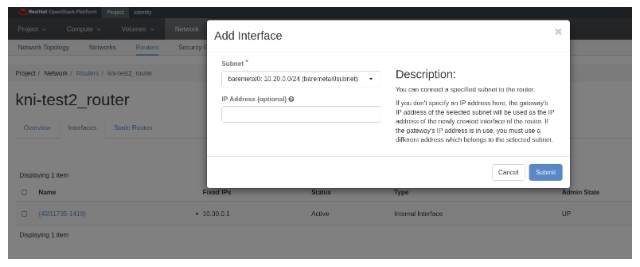 Red Hat OpenStack Platform Project Identity
Project Compute Volumes Network
Network Topology Networks Routers Security G
Project / Network / Routers / kni-test2_router
kni-test2_router
Overview Interfaces Static Routes
Add Interface
×
Subnet *
baremetal0: 10.20.0.0/24 (baremetal0subnet)
IP Address (optional)
Description:
You can connect a specified subnet to the router.
If you don't specify an IP address here, the gateway's
IP address of the selected subnet will be used as the IP
address of the newly created interface of the router. If
the gateway's IP address is in use, you must use a
different address which belongs to the selected subnet.
Cancel Submit
Displaying 1 item
Name Fixed IPs Status Type Admin State
10.30.0.1 Active Internal Interface UP
Displaying 1 item